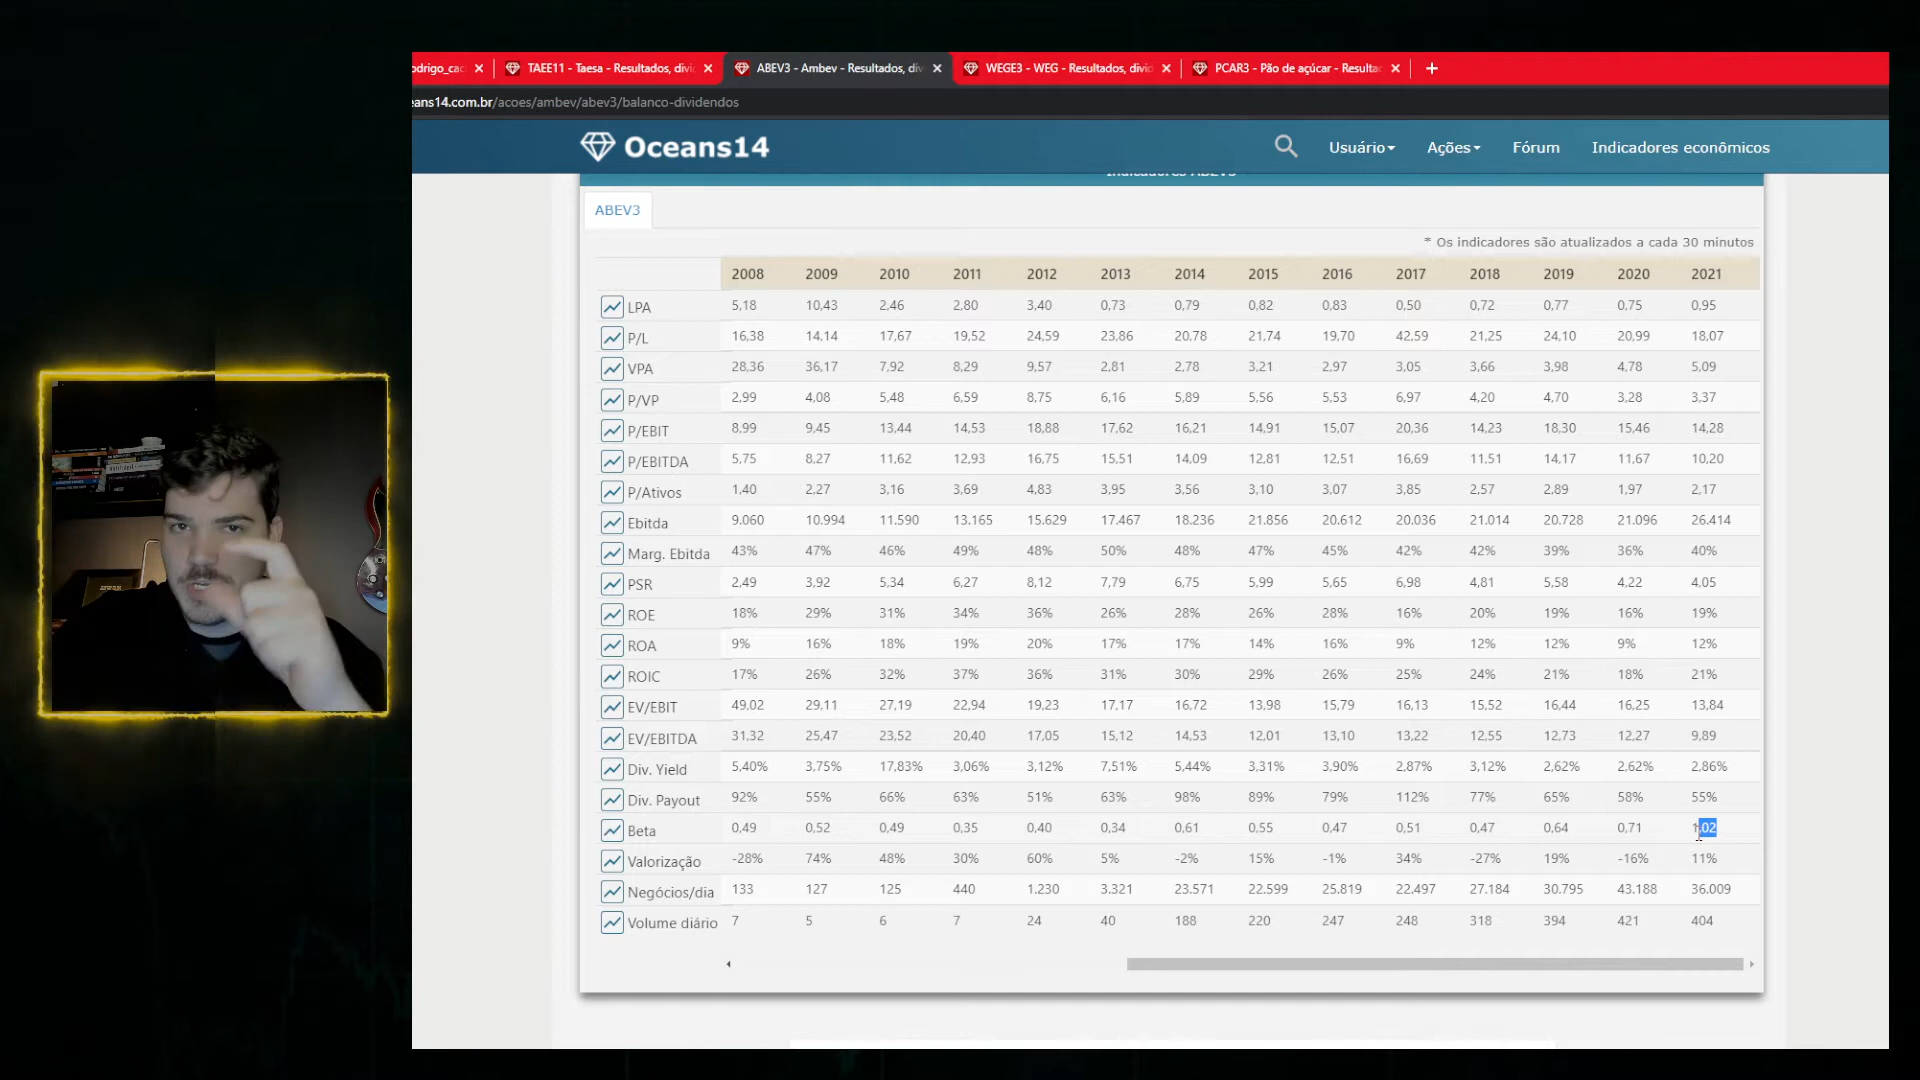 odrigo_cac
TAEE11 - Taesa - Resultados, divi
ABEV3 - Ambev - Resultados, div
WEGE3 - WEG - Resultados, divid
PCAR3 - Pão de açúcar - Resulta
eans14.com.br/acoes/ambev/abev3/balanco-dividendos
Oceans14 Usuário Ações Fórum Indicadores econômicos
Indicadores ABEV3
ABEV3
* Os indicadores são atualizados a cada 30 minutos
2008 2009 2010 2011 2012 2013 2014 2015 2016 2017 2018 2019 2020 2021
LPA 5,18 10,43 2,46 2,80 3,40 0,73 0,79 0,82 0,83 0,50 0,72 0,77 0,75 0,95
P/L 16,38 14,14 17,67 19,52 24,59 23,86 20,78 21,74 19,70 42,59 21,25 24,10 20,99 18,07
VPA 28,36 36,17 7,92 8,29 9,57 2,81 2,78 3,21 2,97 3,05 3,66 3,98 4,78 5,09
P/VP 2,99 4,08 5,48 6,59 8,75 6,16 5,89 5,56 5,53 6,97 4,20 4,70 3,28 3,37
P/EBIT 8,99 9,45 13,44 14,53 18,88 17,62 16,21 14,91 15,07 20,36 14,23 18,30 15,46 14,28
P/EBITDA 5,75 8,27 11,62 12,93 16,75 15,51 14,09 12,81 12,51 16,69 11,51 14,17 11,67 10,20
P/Ativos 1,40 2,27 3,16 3,69 4,83 3,95 3,56 3,10 3,07 3,85 2,57 2,89 1,97 2,17
Ebitda 9.060 10.994 11.590 13.165 15.629 17.467 18.236 21.856 20.612 20.036 21.014 20.728 21.096 26.414
Marg. Ebitda 43% 47% 46% 49% 48% 50% 48% 47% 45% 42% 42% 39% 36% 40%
PSR 2,49 3,92 5,34 6,27 8,12 7,79 6,75 5,99 5,65 6,98 4,81 5,58 4,22 4,05
ROE 18% 29% 31% 34% 36% 26% 28% 26% 28% 16% 20% 19% 16% 19%
ROA 9% 16% 18% 19% 20% 17% 17% 14% 16% 9% 12% 12% 9% 12%
ROIC 17% 26% 32% 37% 36% 31% 30% 29% 26% 25% 24% 21% 18% 21%
EV/EBIT 49,02 29,11 27,19 22,94 19,23 17,17 16,72 13,98 15,79 16,13 15,52 16,44 16,25 13,84
EV/EBITDA 31,32 25,47 23,52 20,40 17,05 15,12 14,53 12,01 13,10 13,22 12,55 12,73 12,27 9,89
Div. Yield 5,40% 3,75% 17,83% 3,06% 3,12% 7,51% 5,44% 3,31% 3,90% 2,87% 3,12% 2,62% 2,62% 2,86%
Div. Payout 92% 55% 66% 63% 51% 63% 98% 89% 79% 112% 77% 65% 58% 55%
Beta 0,49 0,52 0,49 0,35 0,40 0,34 0,61 0,55 0,47 0,51 0,47 0,64 0,71 1,02
Valorização -28% 74% 48% 30% 60% 5% -2% 15% -1% 34% -27% 19% -16% 11%
Negócios/dia 133 127 125 440 1.230 3.321 23.571 22.599 25.819 22.497 27.184 30.795 43.188 36.009
Volume diário 7 5 6 7 24 40 188 220 247 248 318 394 421 404